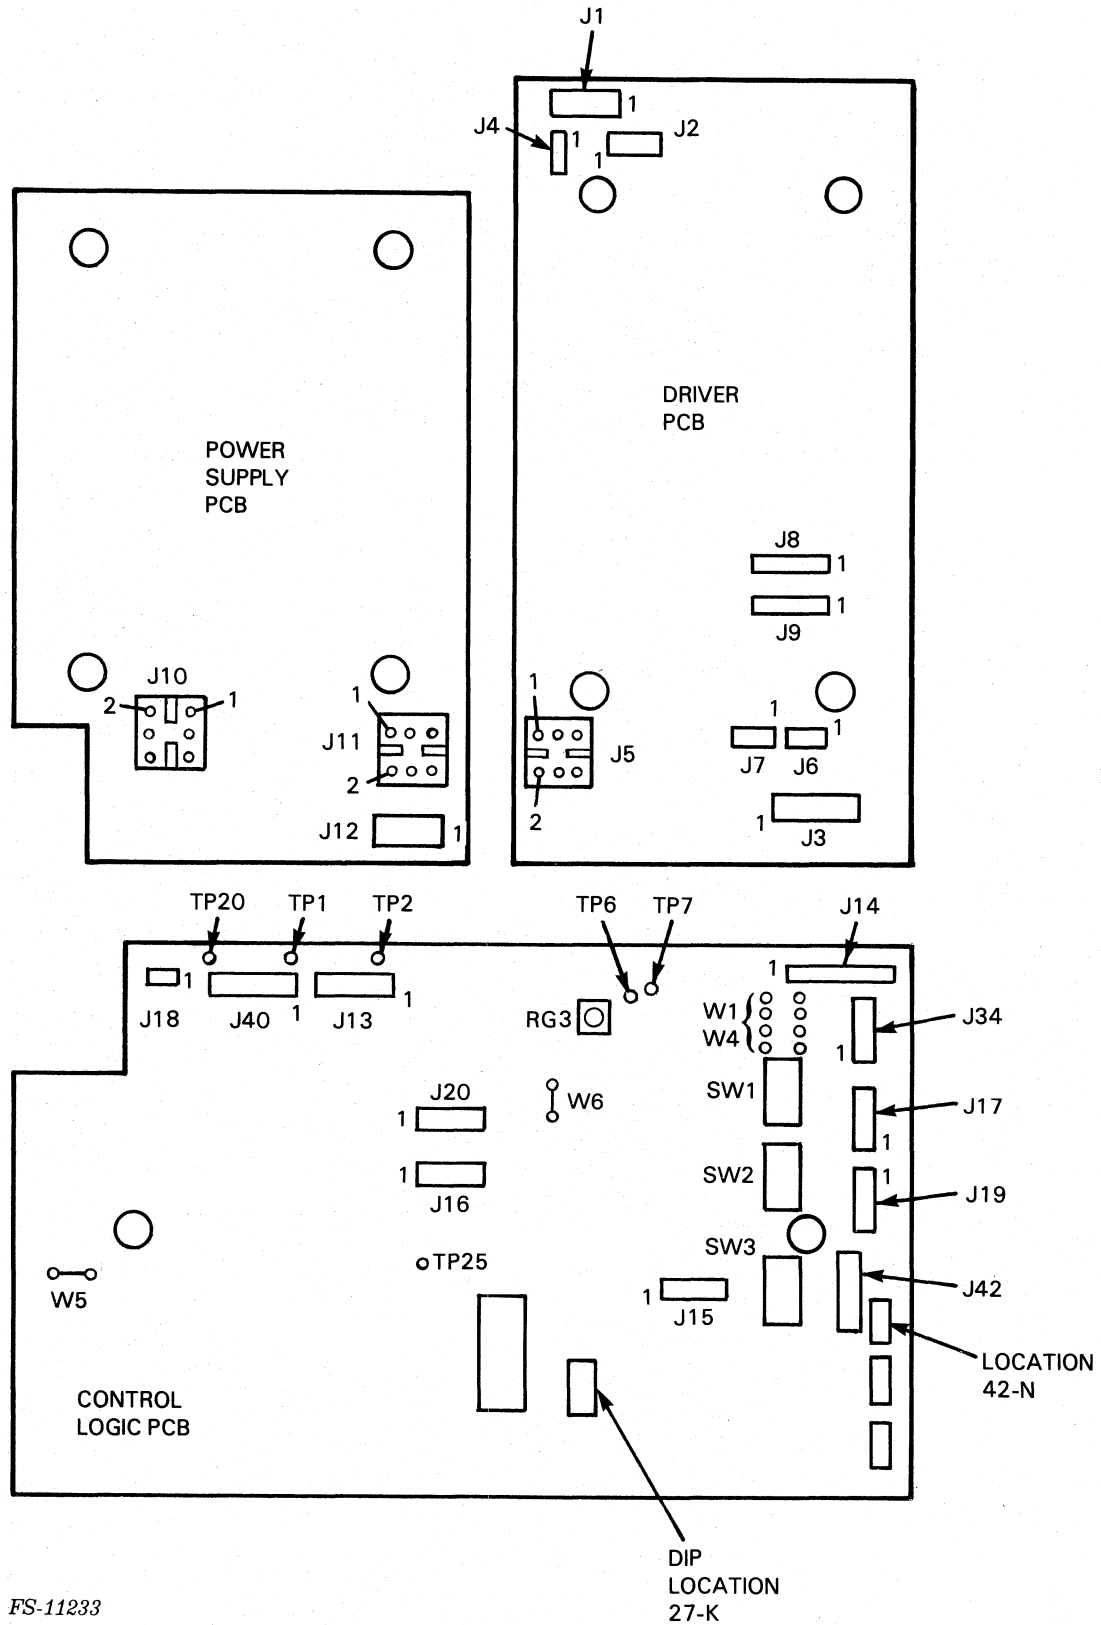 J1
1
J4
1
J2
1
POWER
SUPPLY
PCB
DRIVER
PCB
J8
1
1
J9
J10
2
1
1
J11
2
J12
1
1
J5
2
1
1
J7
J6
1
J3
TP20
TP1
TP2
TP6
TP7
J14
1
J18
J40
1
J13
1
RG3
1
W1
W4
J34
1
J20
1
W6
SW1
J17
1
1
J16
SW2
1
J19
SW3
TP25
W5
1
J15
J42
LOCATION
42-N
CONTROL
LOGIC PCB
DIP
LOCATION
27-K
FS-11233